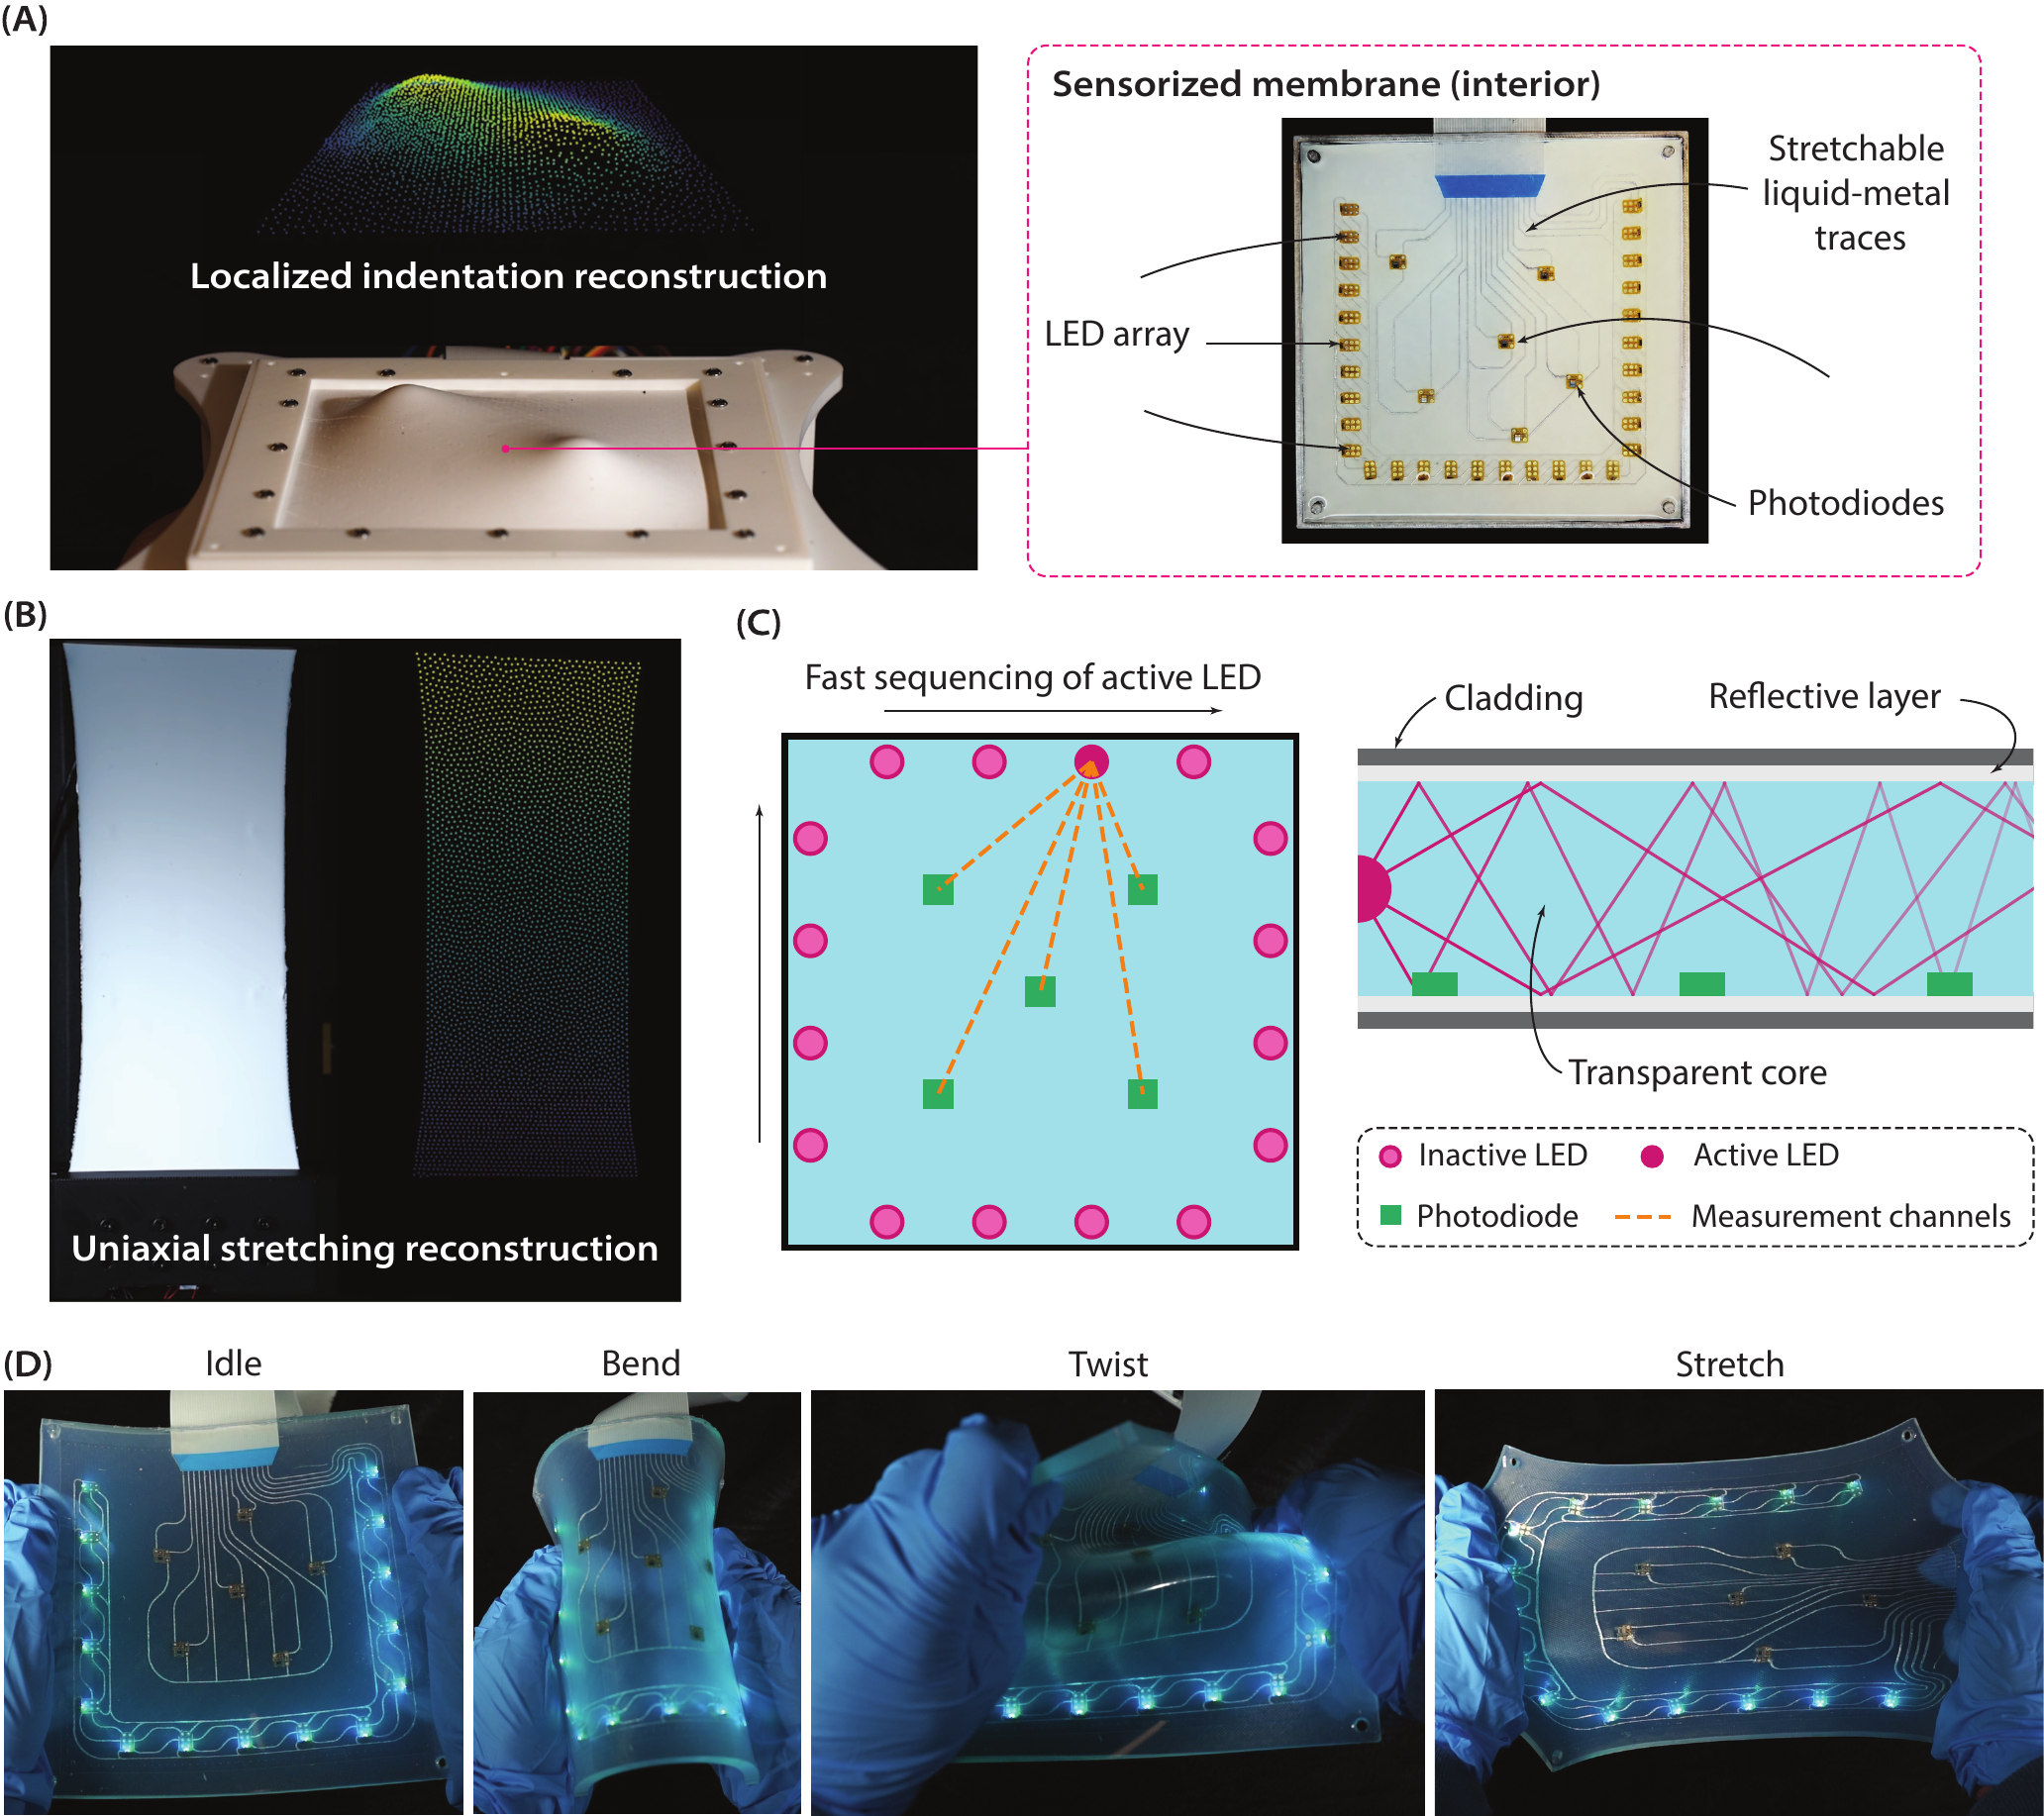 (A)
Localized indentation reconstruction
Sensorized membrane (interior)
Stretchable
liquid-metal
traces
LED array
Photodiodes
(B)
Uniaxial stretching reconstruction
(C)
Fast sequencing of active LED
Cladding
Reflective layer
Transparent core
Inactive LED
Active LED
Photodiode
Measurement channels
(D)
Idle
Bend
Twist
Stretch